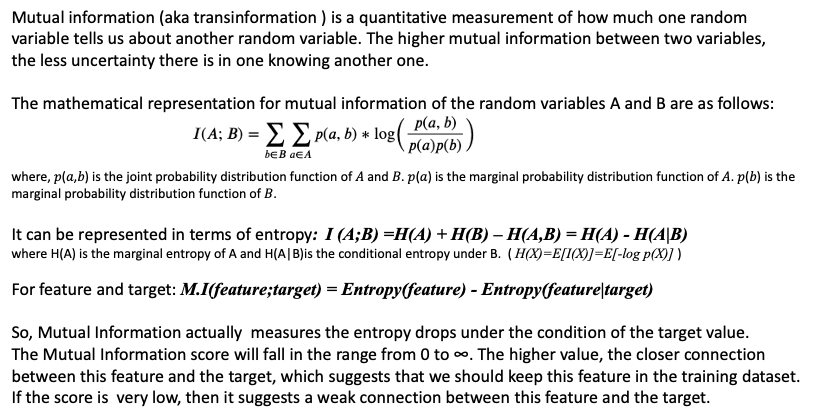 Mutual information (aka transinformation ) is a quantitative measurement of how much one random
variable tells us about another random variable. The higher mutual information between two variables,
the less uncertainty there is in one knowing another one.
The mathematical representation for mutual information of the random variables A and B are as follows:
I(A; B) = ∑b∈B ∑a∈A p(a, b) * log( p(a, b) / p(a)p(b) )
where, p(a,b) is the joint probability distribution function of A and B. p(a) is the marginal probability distribution function of A. p(b) is the
marginal probability distribution function of B.
It can be represented in terms of entropy: I (A;B) =H(A) + H(B) – H(A,B) = H(A) - H(A|B)
where H(A) is the marginal entropy of A and H(A|B)is the conditional entropy under B. ( H(X)=E[I(X)]=E[-log p(X)] )
For feature and target: M.I(feature;target) = Entropy(feature) - Entropy(feature|target)
So, Mutual Information actually measures the entropy drops under the condition of the target value.
The Mutual Information score will fall in the range from 0 to ∞. The higher value, the closer connection
between this feature and the target, which suggests that we should keep this feature in the training dataset.
If the score is very low, then it suggests a weak connection between this feature and the target.